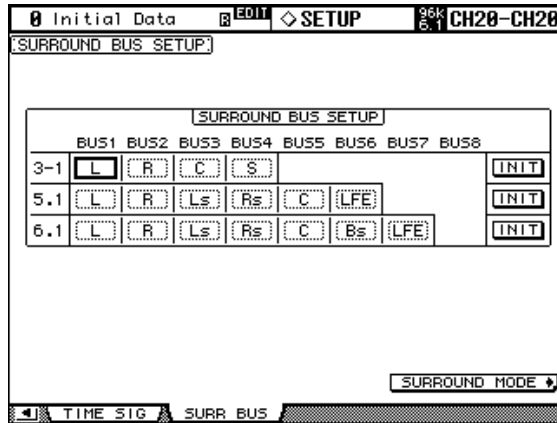 0 Initial Data R EDIT ◇SETUP 96k 6.1 CH20-CH20
SURROUND BUS SETUP
SURROUND BUS SETUP
BUS1 BUS2 BUS3 BUS4 BUS5 BUS6 BUS7 BUS8
3-1 L R C S INIT
5.1 L R Ls Rs C LFE INIT
6.1 L R Ls Rs C Bs LFE INIT
SURROUND MODE
TIME SIG SURR BUS